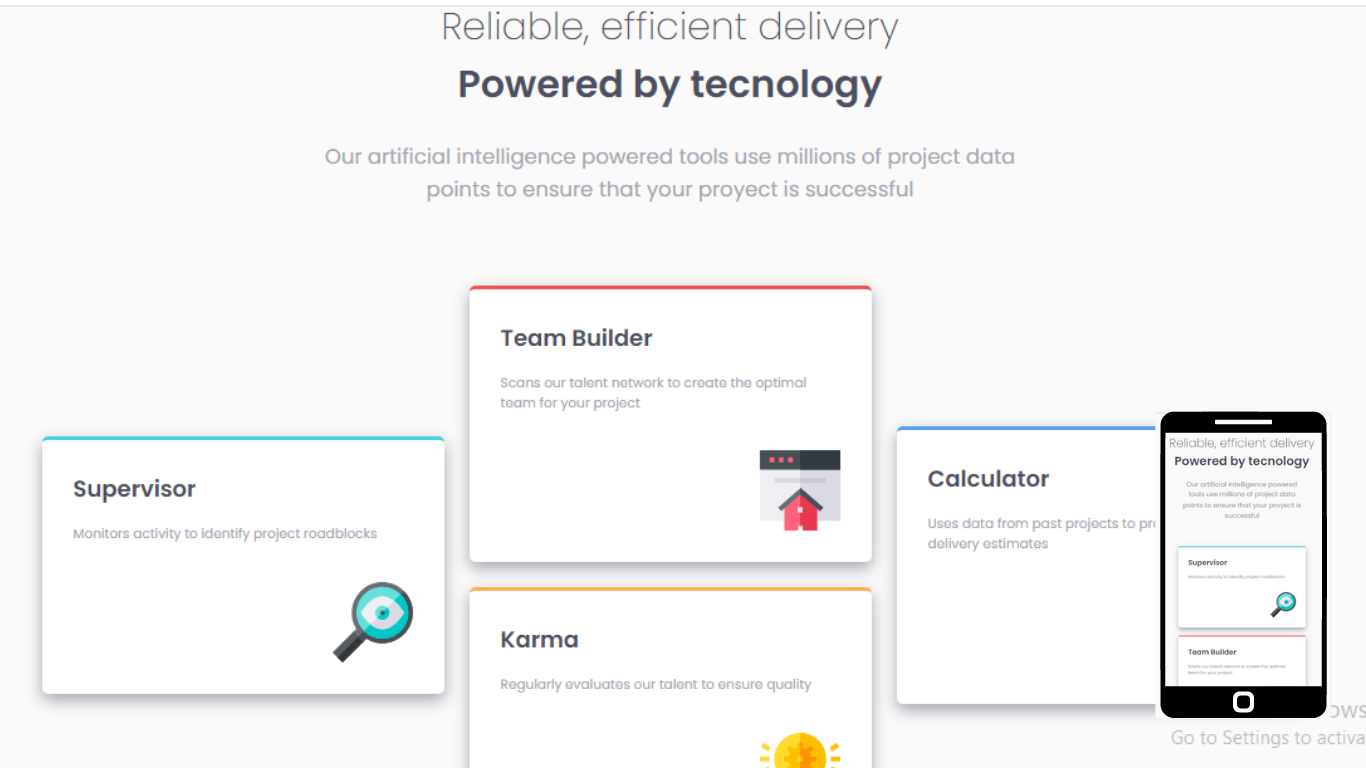 Reliable, efficient delivery
Powered by tecnology
Our artificial intelligence powered tools use millions of project data
points to ensure that your proyect is successful
Team Builder
Scans our talent network to create the optimal
team for your project
Supervisor
Monitors activity to identify project roadblocks
Calculator
Uses data from past projects to
delivery estimates
Karma
Regularly evaluates our talent to ensure quality
Reliable, efficient delivery
Powered by tecnology
Our artificial intelligence powered
tools use millions of project data
points to ensure that your proyect is
successful
Supervisor
Monitors activity to identify project roadblocks
Team Builder
Scans our talent network to create the optimal
team for your project
Go to Settings to activa